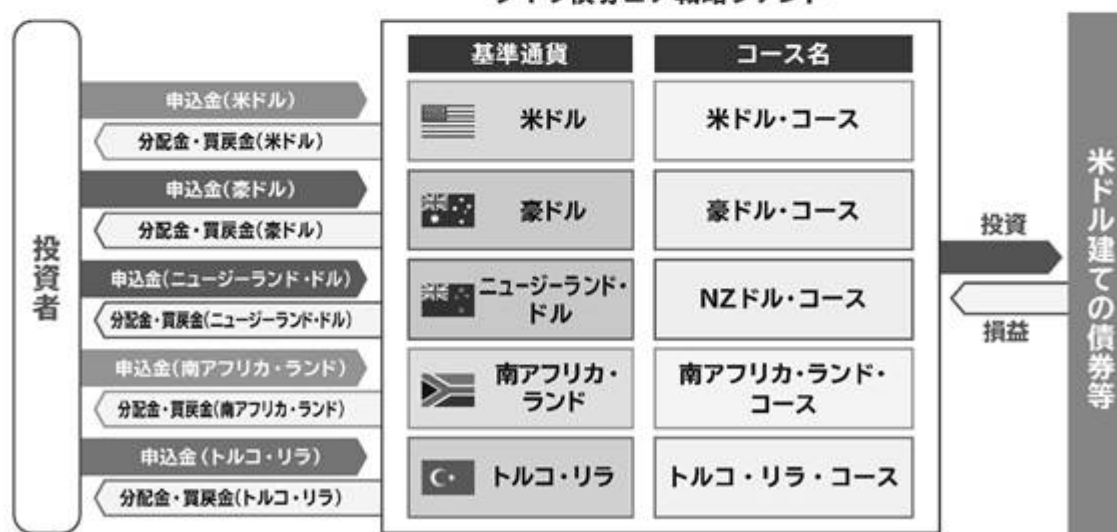 基準通貨
コース名
申込金(米ドル)
分配金・買戻金(米ドル)
米ドル
米ドル・コース
申込金(豪ドル)
分配金・買戻金(豪ドル)
豪ドル
豪ドル・コース
投資者
申込金(ニュージーランド・ドル)
分配金・買戻金(ニュージーランド・ドル)
ニュージーランド・
ドル
NZドル・コース
申込金(南アフリカ・ランド)
分配金・買戻金(南アフリカ・ランド)
南アフリカ・
ランド
南アフリカ・ランド・
コース
申込金(トルコ・リラ)
分配金・買戻金(トルコ・リラ)
トルコ・リラ
トルコ・リラ・コース
投資
損益
米ドル建ての債券等